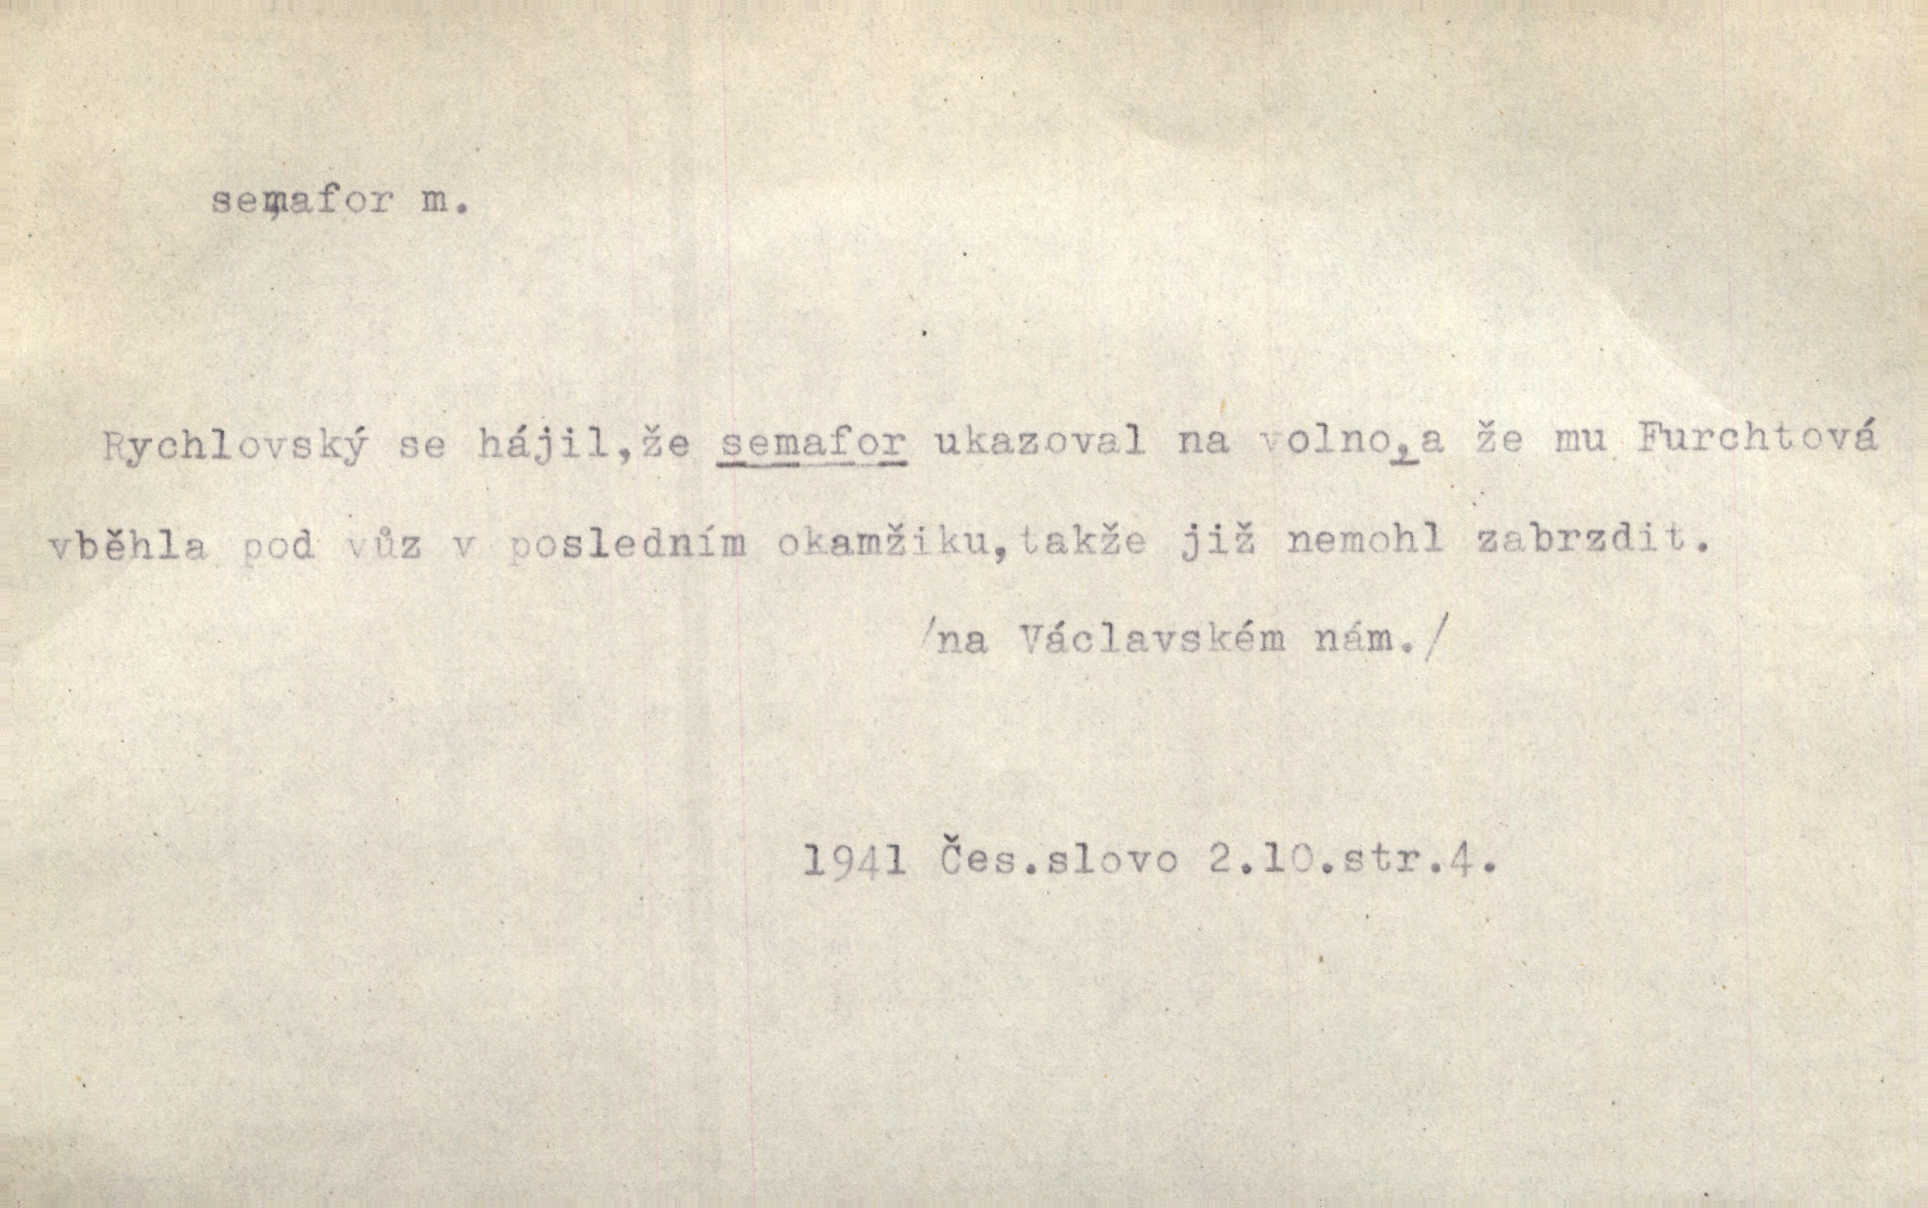 semafor m.
Rychlovský se hájil,že semafor ukazoval na volno,a že mu Furchtová
vběhla pod vůz v posledním okamžiku,takže již nemohl zabrzdit.
/na Václavském nám./
1941 Čes.slovo 2.10.str.4.